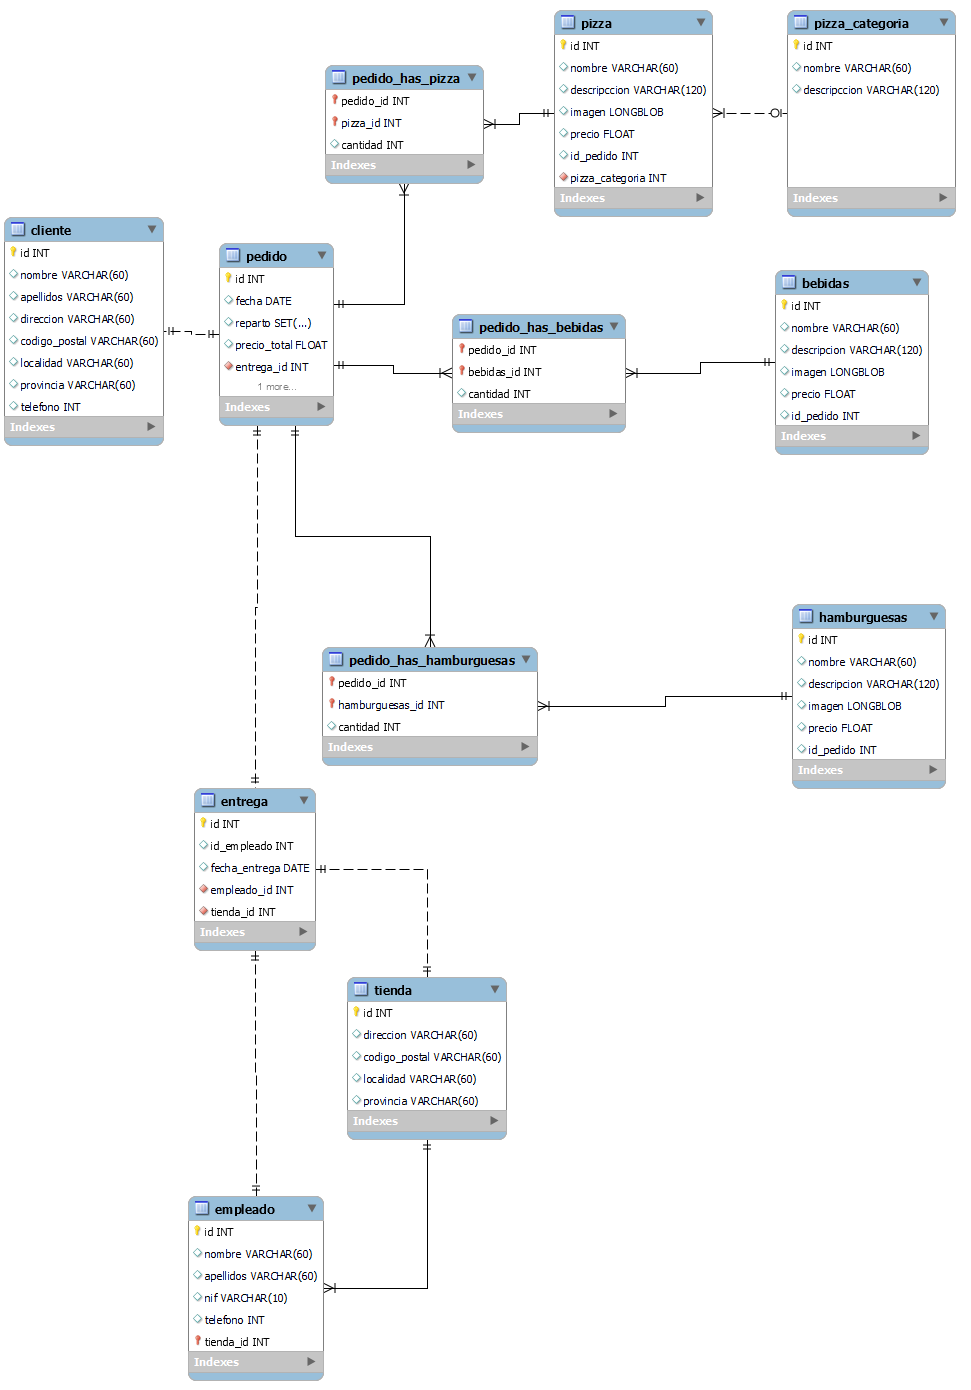 pizza
id INT
nombre VARCHAR(60)
descripccion VARCHAR(120)
imagen LONGBLOB
precio FLOAT
id_pedido INT
pizza_categoria INT
Indexes
pizza_categoria
id INT
nombre VARCHAR(60)
descripccion VARCHAR(120)
Indexes
pedido_has_pizza
pedido_id INT
pizza_id INT
cantidad INT
Indexes
cliente
id INT
nombre VARCHAR(60)
apellidos VARCHAR(60)
direccion VARCHAR(60)
codigo_postal VARCHAR(60)
localidad VARCHAR(60)
provincia VARCHAR(60)
telefono INT
Indexes
pedido
id INT
fecha DATE
reparto SET(...)
precio_total FLOAT
entrega_id INT
1 more...
Indexes
pedido_has_bebidas
pedido_id INT
bebidas_id INT
cantidad INT
Indexes
bebidas
id INT
nombre VARCHAR(60)
descripcion VARCHAR(120)
imagen LONGBLOB
precio FLOAT
id_pedido INT
Indexes
hamburguesas
id INT
nombre VARCHAR(60)
descripcion VARCHAR(120)
imagen LONGBLOB
precio FLOAT
id_pedido INT
Indexes
pedido_has_hamburguesas
pedido_id INT
hamburguesas_id INT
cantidad INT
Indexes
entrega
id INT
id_empleado INT
fecha_entrega DATE
empleado_id INT
tienda_id INT
Indexes
tienda
id INT
direccion VARCHAR(60)
codigo_postal VARCHAR(60)
localidad VARCHAR(60)
provincia VARCHAR(60)
Indexes
empleado
id INT
nombre VARCHAR(60)
apellidos VARCHAR(60)
nif VARCHAR(10)
telefono INT
tienda_id INT
Indexes